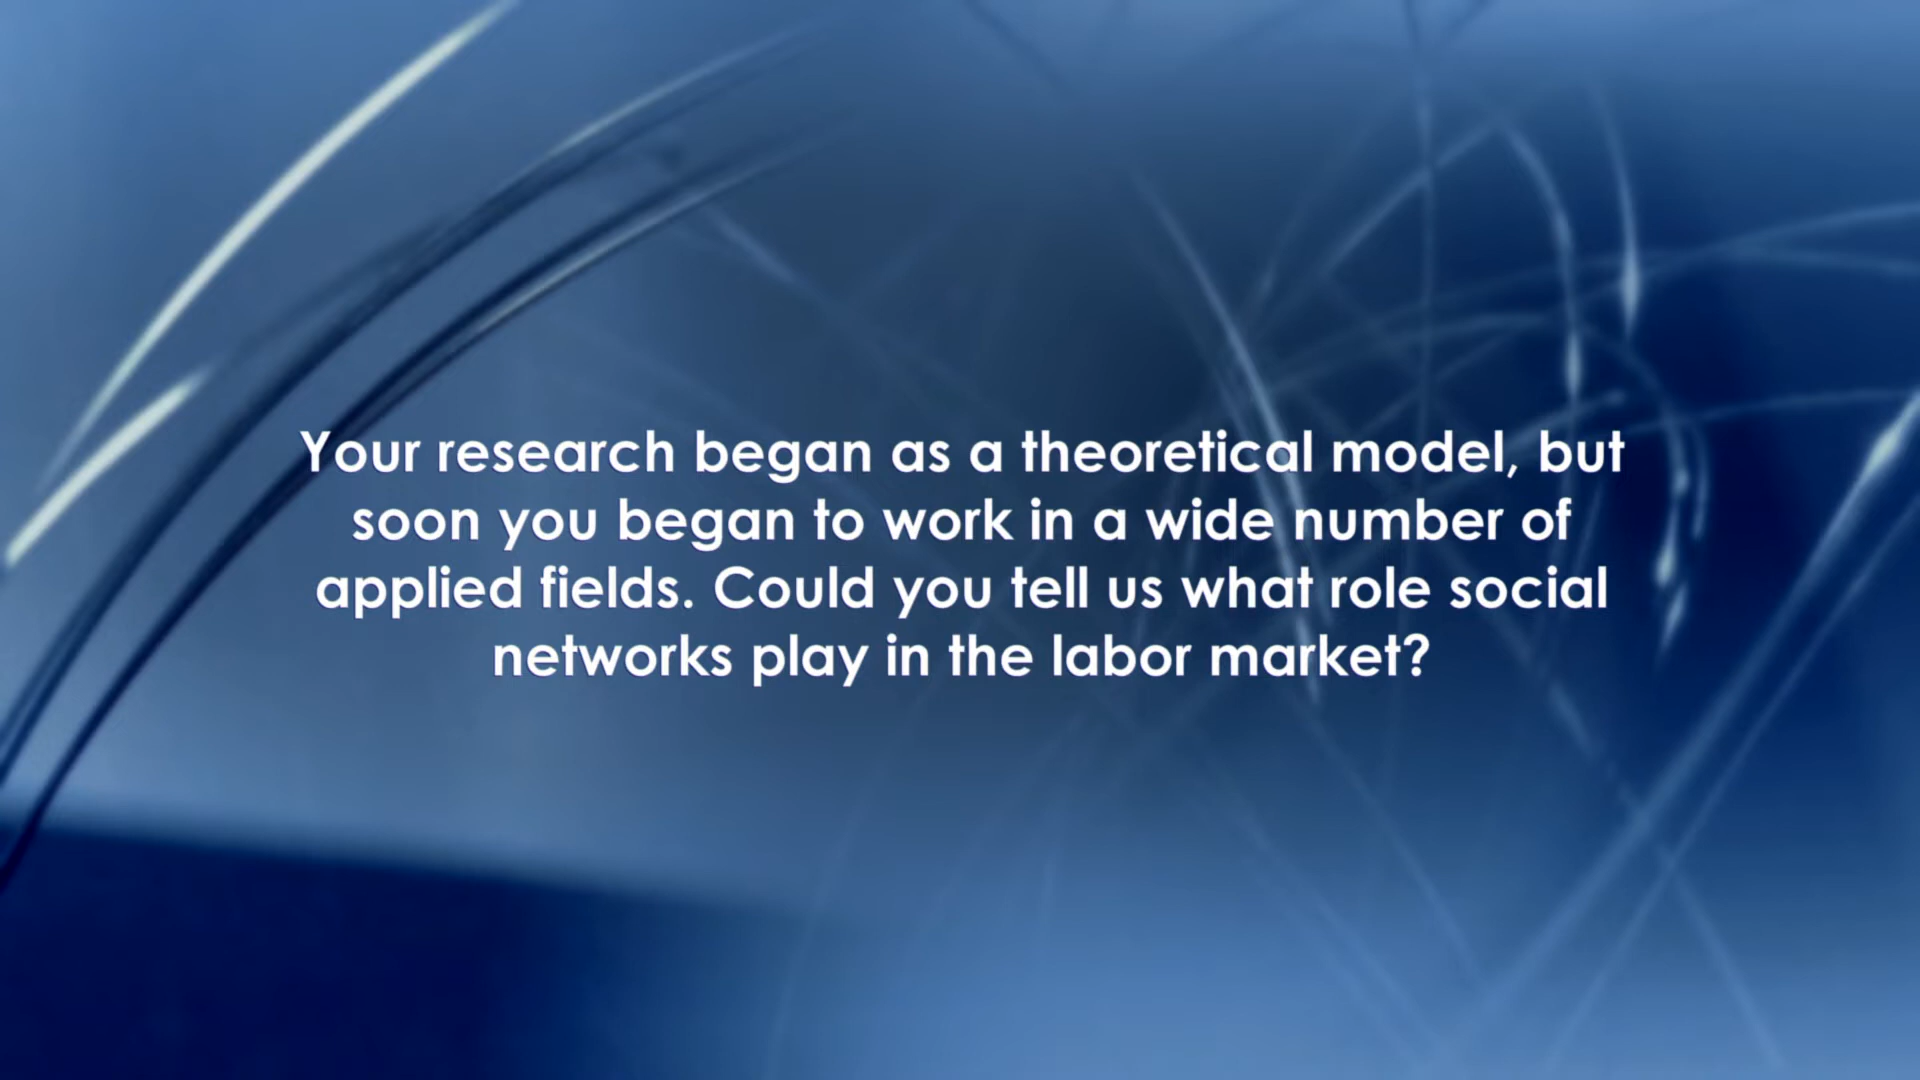 Your research began as a theoretical model, but
soon you began to work in a wide number of
applied fields. Could you tell us what role social
networks play in the labor market?